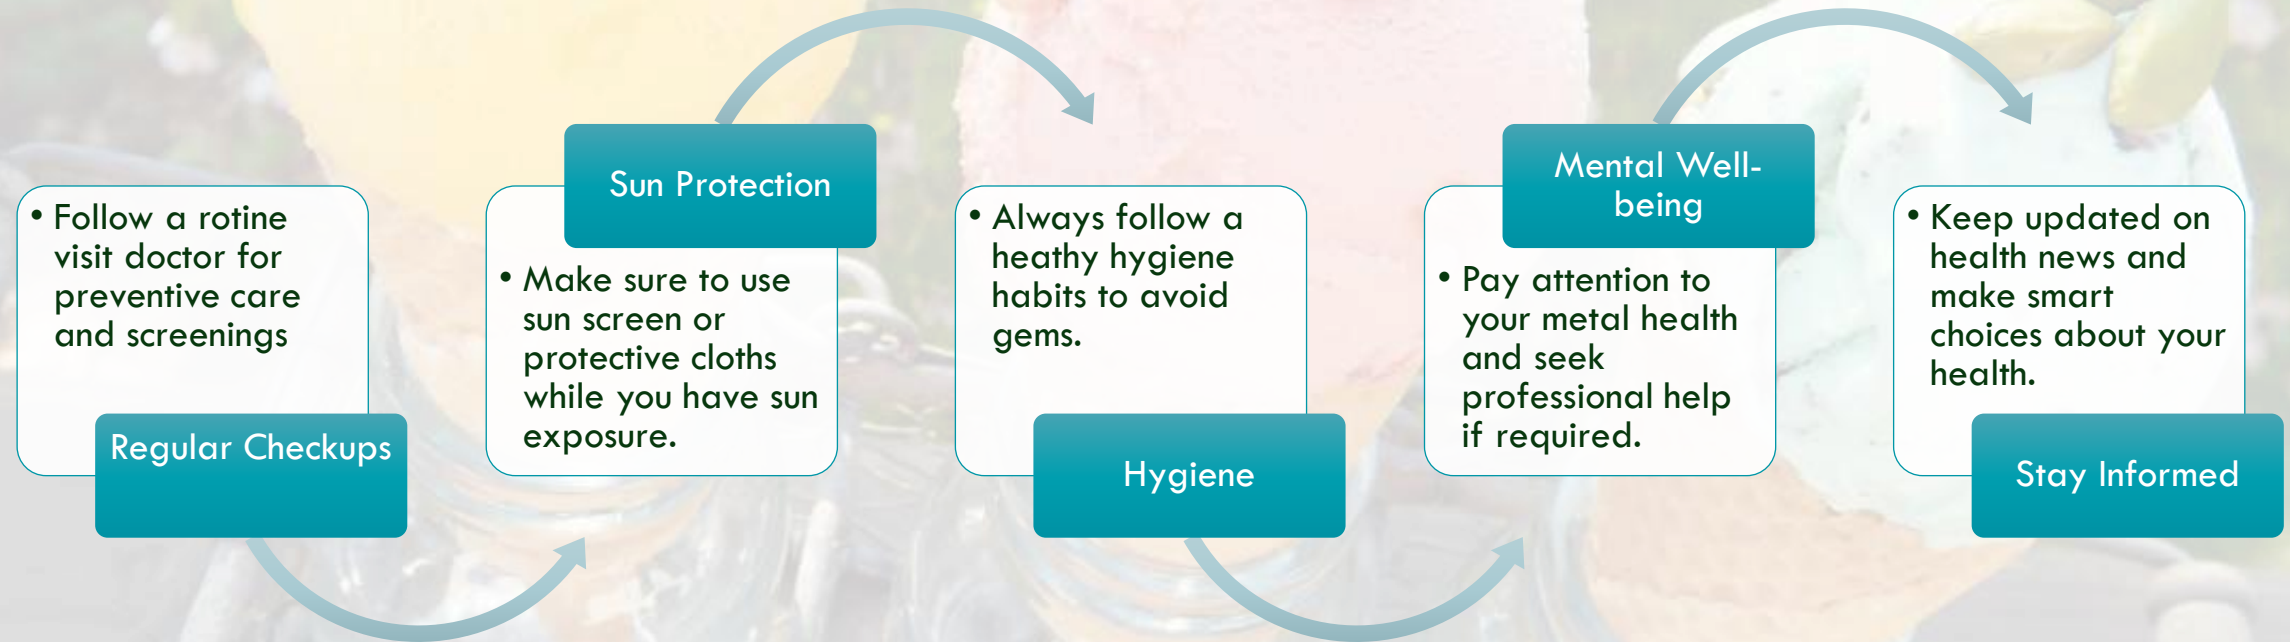 • Follow a rotine
visit doctor for
preventive care
and screenings
Regular Checkups
Sun Protection
• Make sure to use
sun screen or
protective cloths
while you have sun
exposure.
• Always follow a
heathy hygiene
habits to avoid
gems.
Hygiene
Mental Well-
being
• Pay attention to
your metal health
and seek
professional help
if required.
• Keep updated on
health news and
make smart
choices about your
health.
Stay Informed